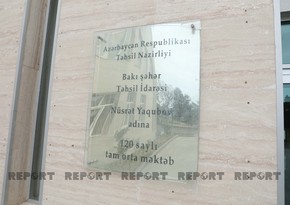 Azərbaycan Respublikası
Təhsil Nazirliyi
Bakı şəhər
Təhsil İdarəsi
Nüsrət Yaqubov
adına
120 saylı
tam orta məktəb
REPORT REPORT REPORT REPORT REPORT